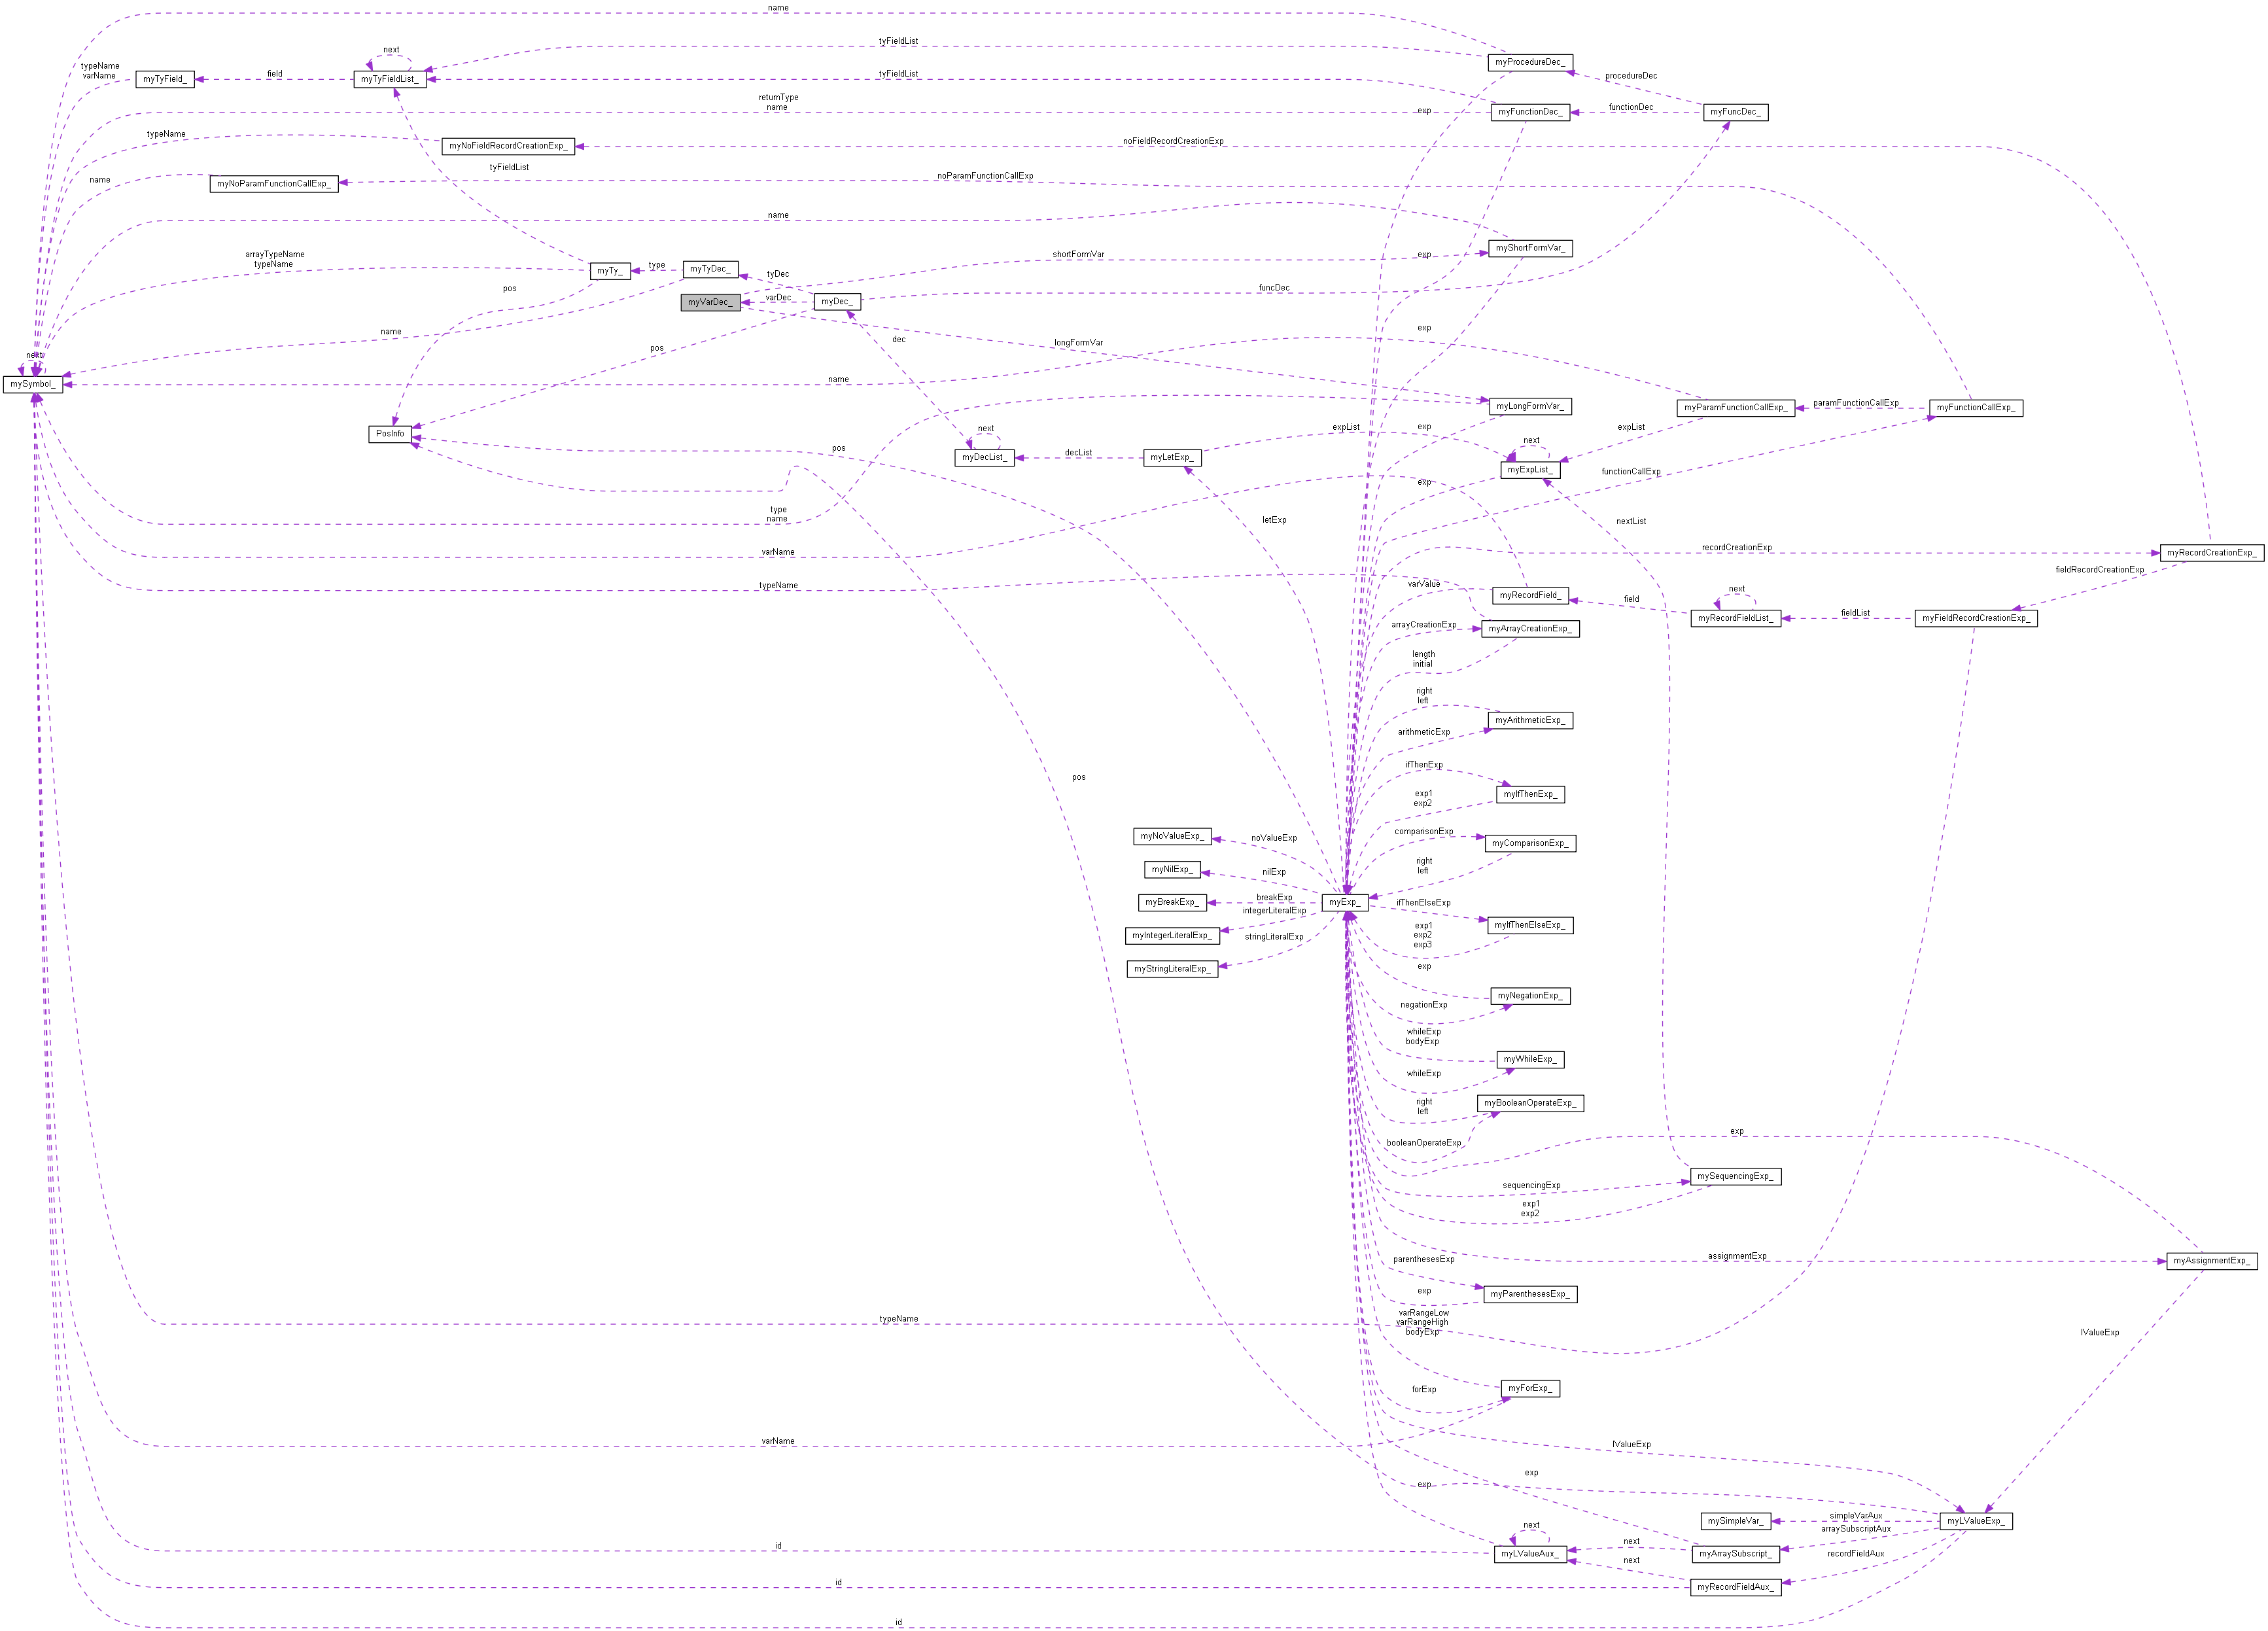 name
tyFieldList
next
myProcedureDec_
typeName
varName
myTyField_
field
myTyFieldList_
tyFieldList
procedureDec
returnType
name
exp
myFunctionDec_
functionDec
myFuncDec_
typeName
myNoFieldRecordCreationExp_
noFieldRecordCreationExp
tyFieldList
name
myNoParamFunctionCallExp_
noParamFunctionCallExp
name
myShortFormVar_
arrayTypeName
typeName
myTy_
type
myTyDec_
tyDec
shortFormVar
exp
pos
myVarDec_
varDec
myDec_
funcDec
name
pos
dec
longFormVar
exp
next
mySymbol_
name
myLongFormVar_
myParamFunctionCallExp_
paramFunctionCallExp
myFunctionCallExp_
PosInfo
pos
next
myDecList_
decList
myLetExp_
expList
exp
next
myExpList_
expList
functionCallExp
exp
type
name
letExp
nextList
varName
recordCreationExp
myRecordCreationExp_
fieldRecordCreationExp
typeName
varValue
myRecordField_
field
next
myRecordFieldList_
fieldList
myFieldRecordCreationExp_
arrayCreationExp
myArrayCreationExp_
length
initial
right
left
myArithmeticExp_
arithmeticExp
pos
ifThenExp
myIfThenExp_
exp1
exp2
myNoValueExp_
noValueExp
comparisonExp
myComparisonExp_
right
left
myNilExp_
nilExp
myBreakExp_
breakExp
myExp_
ifThenElseExp
myIfThenElseExp_
integerLiteralExp
myIntegerLiteralExp_
exp1
exp2
exp3
stringLiteralExp
myStringLiteralExp_
exp
myNegationExp_
negationExp
whileExp
bodyExp
myWhileExp_
whileExp
right
left
myBooleanOperateExp_
booleanOperateExp
exp
mySequencingExp_
sequencingExp
exp1
exp2
assignmentExp
myAssignmentExp_
parenthesesExp
exp
myParenthesesExp_
typeName
varRangeLow
varRangeHigh
bodyExp
lValueExp
forExp
myForExp_
varName
lValueExp
exp
exp
mySimpleVar_
simpleVarAux
myLValueExp_
arraySubscriptAux
next
myLValueAux_
next
myArraySubscript_
recordFieldAux
id
next
myRecordFieldAux_
id
id